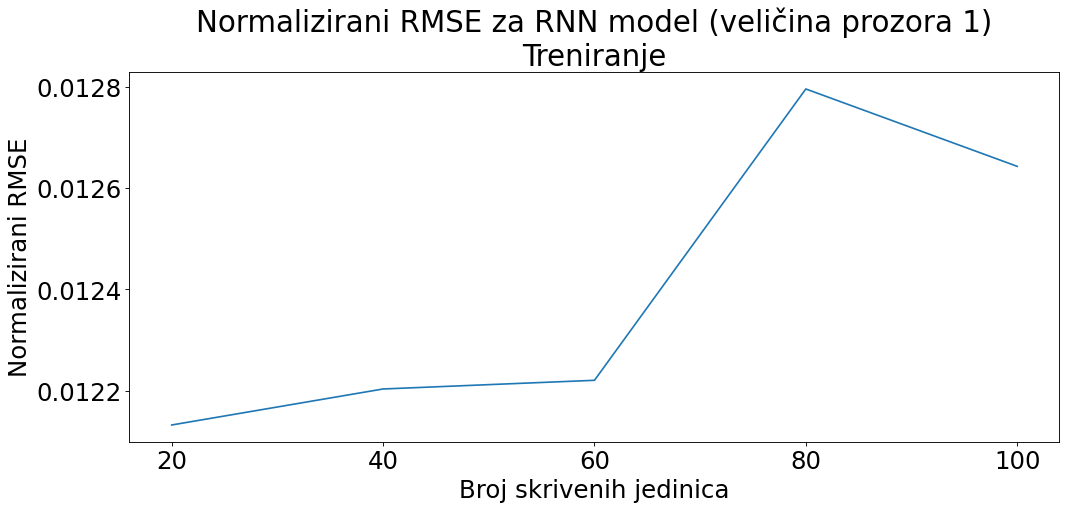 Normalizirani RMSE za RNN model (veličina prozora 1)
Treniranje
Normalizirani RMSE
0.0128
0.0126
0.0124
0.0122
20 40 60 80 100
Broj skrivenih jedinica